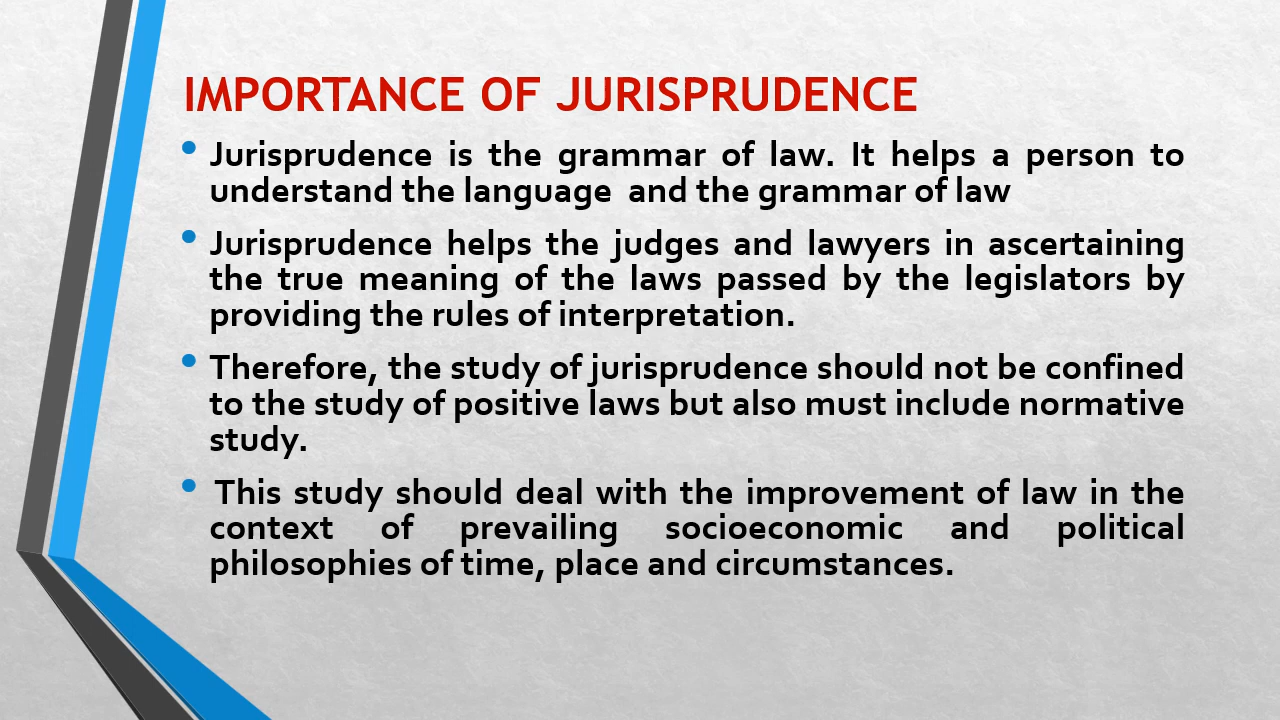 IMPORTANCE OF JURISPRUDENCE
• Jurisprudence is the grammar of law. It helps a person to
understand the language  and the grammar of law
• Jurisprudence helps the judges and lawyers in ascertaining
the true meaning of the laws passed by the legislators by
providing the rules of interpretation.
• Therefore, the study of jurisprudence should not be confined
to the study of positive laws but also must include normative
study.
• This study should deal with the improvement of law in the
context of prevailing socioeconomic and political
philosophies of time, place and circumstances.